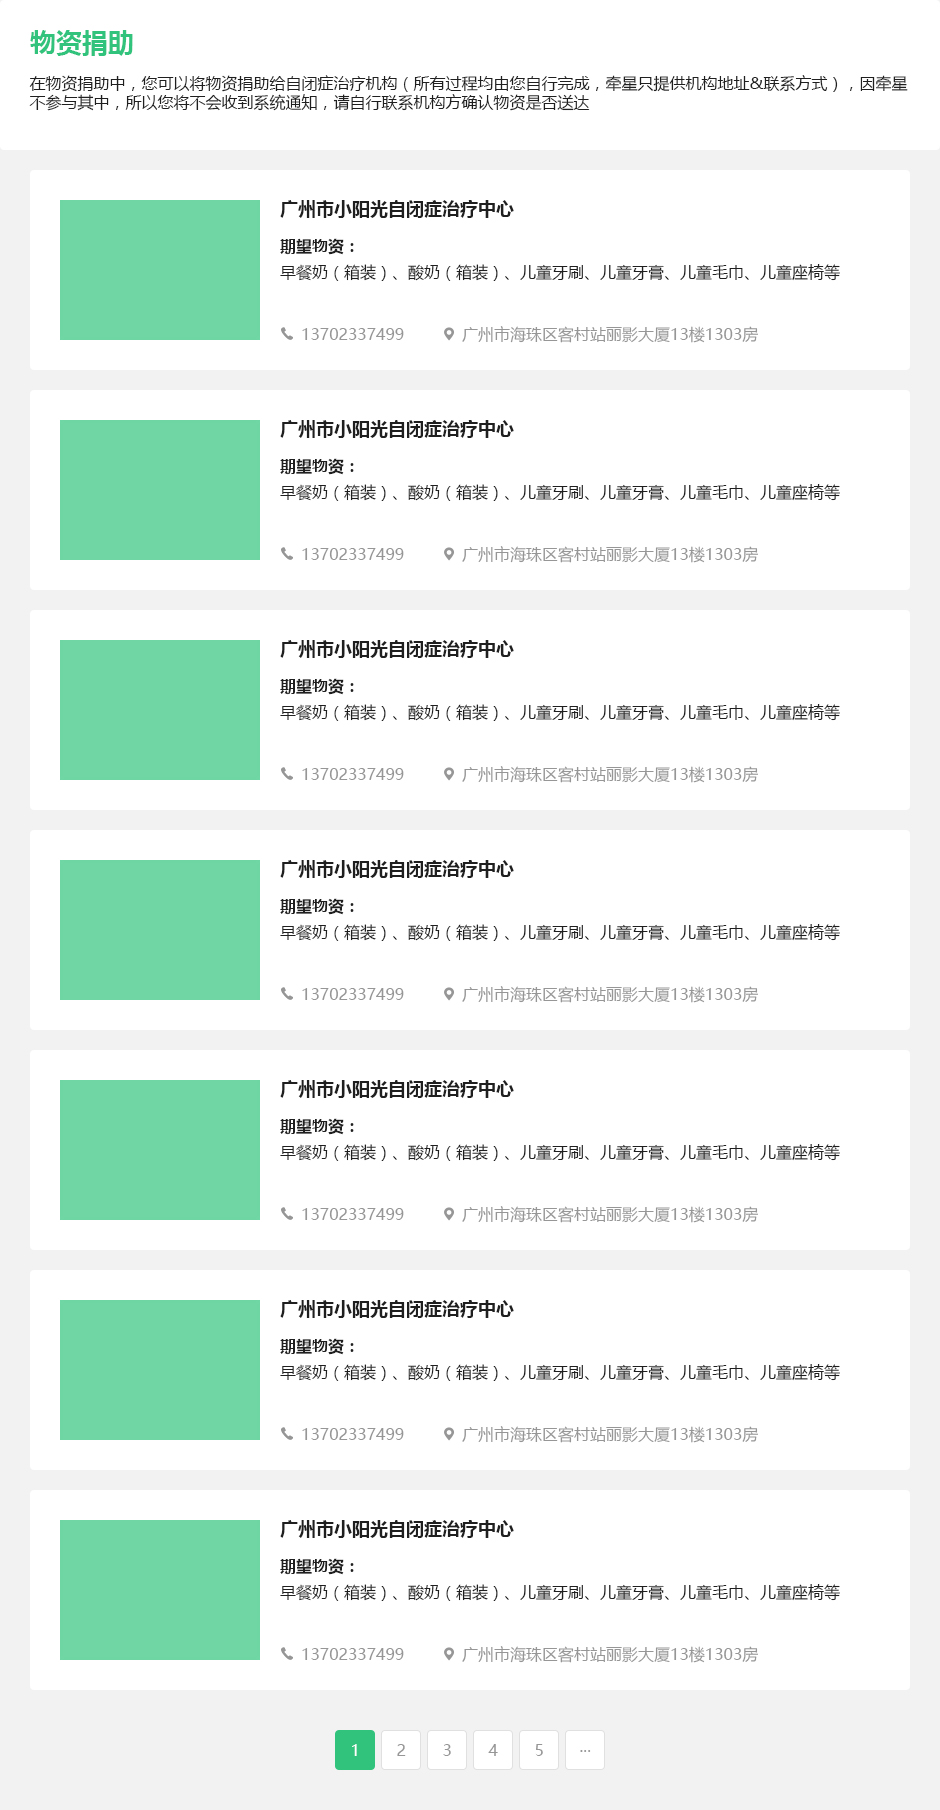 物资捐助
在物资捐助中，您可以将物资捐助给自闭症治疗机构（所有过程均由您自行完成，牵星只提供机构地址&联系方式），因牵星
不参与其中，所以您将不会收到系统通知，请自行联系机构方确认物资是否送达
广州市小阳光自闭症治疗中心
期望物资：
早餐奶（箱装）、酸奶（箱装）、儿童牙刷、儿童牙膏、儿童毛巾、儿童座椅等
13702337499 广州市海珠区客村站丽影大厦13楼1303房
广州市小阳光自闭症治疗中心
期望物资：
早餐奶（箱装）、酸奶（箱装）、儿童牙刷、儿童牙膏、儿童毛巾、儿童座椅等
13702337499 广州市海珠区客村站丽影大厦13楼1303房
广州市小阳光自闭症治疗中心
期望物资：
早餐奶（箱装）、酸奶（箱装）、儿童牙刷、儿童牙膏、儿童毛巾、儿童座椅等
13702337499 广州市海珠区客村站丽影大厦13楼1303房
广州市小阳光自闭症治疗中心
期望物资：
早餐奶（箱装）、酸奶（箱装）、儿童牙刷、儿童牙膏、儿童毛巾、儿童座椅等
13702337499 广州市海珠区客村站丽影大厦13楼1303房
广州市小阳光自闭症治疗中心
期望物资：
早餐奶（箱装）、酸奶（箱装）、儿童牙刷、儿童牙膏、儿童毛巾、儿童座椅等
13702337499 广州市海珠区客村站丽影大厦13楼1303房
广州市小阳光自闭症治疗中心
期望物资：
早餐奶（箱装）、酸奶（箱装）、儿童牙刷、儿童牙膏、儿童毛巾、儿童座椅等
13702337499 广州市海珠区客村站丽影大厦13楼1303房
广州市小阳光自闭症治疗中心
期望物资：
早餐奶（箱装）、酸奶（箱装）、儿童牙刷、儿童牙膏、儿童毛巾、儿童座椅等
13702337499 广州市海珠区客村站丽影大厦13楼1303房
1 2 3 4 5 ···